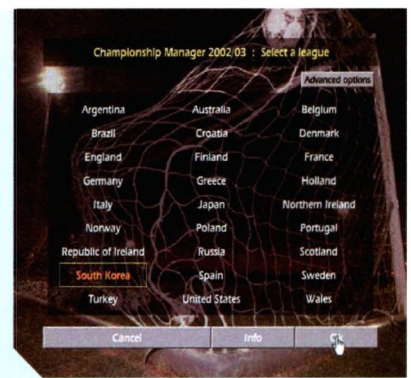 Championship Manager 2002/03 : Select a league
Advanced options
Argentina Australia Belgium
Brazil Croatia Denmark
England Finland France
Germany Greece Holland
Italy Japan Northern Ireland
Norway Poland Portugal
Republic of Ireland Russia Scotland
South Korea Spain Sweden
Turkey United States Wales
Cancel Info Ok